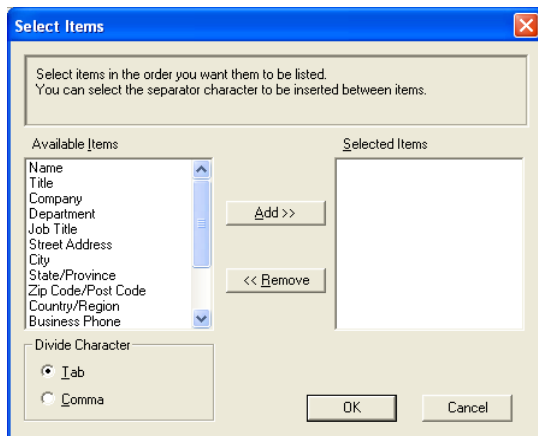 Select Items
Select items in the order you want them to be listed.
You can select the separator character to be inserted between items.
Available Items
Selected Items
Name
Title
Company
Department
Job Title
Street Address
City
State/Province
Zip Code/Post Code
Country/Region
Business Phone
Add >>
<< Remove
Divide Character
Tab
Comma
OK
Cancel